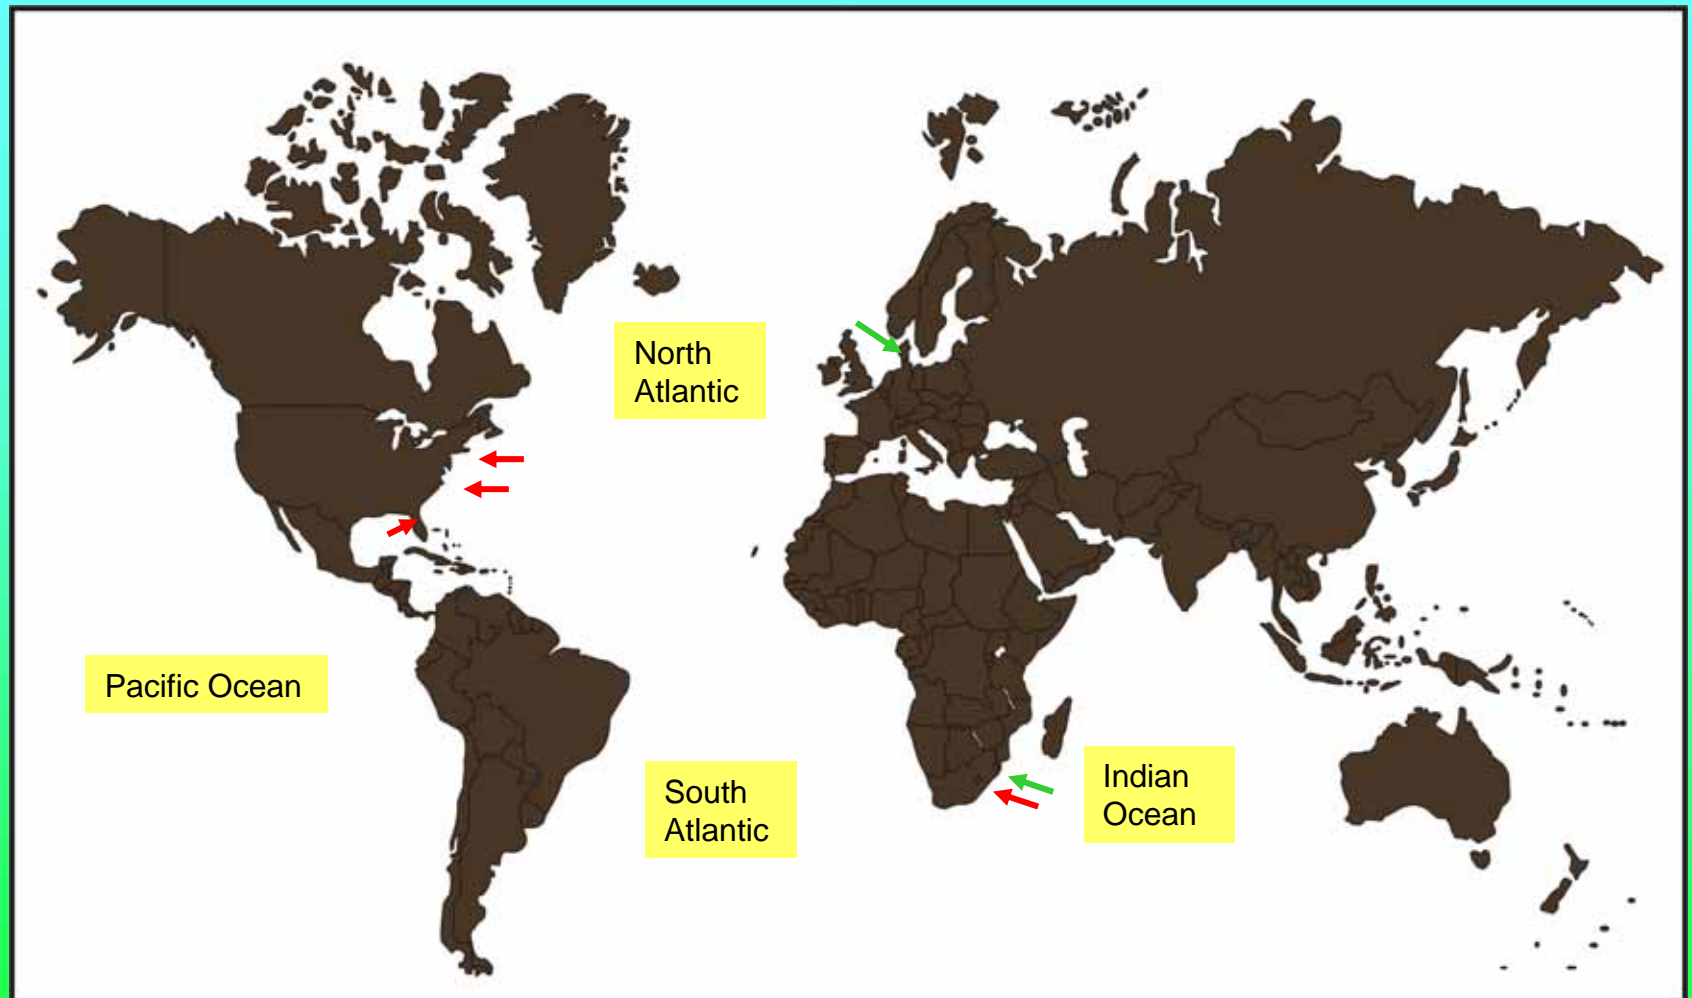 North
Atlantic
Pacific Ocean
South
Atlantic
Indian
Ocean